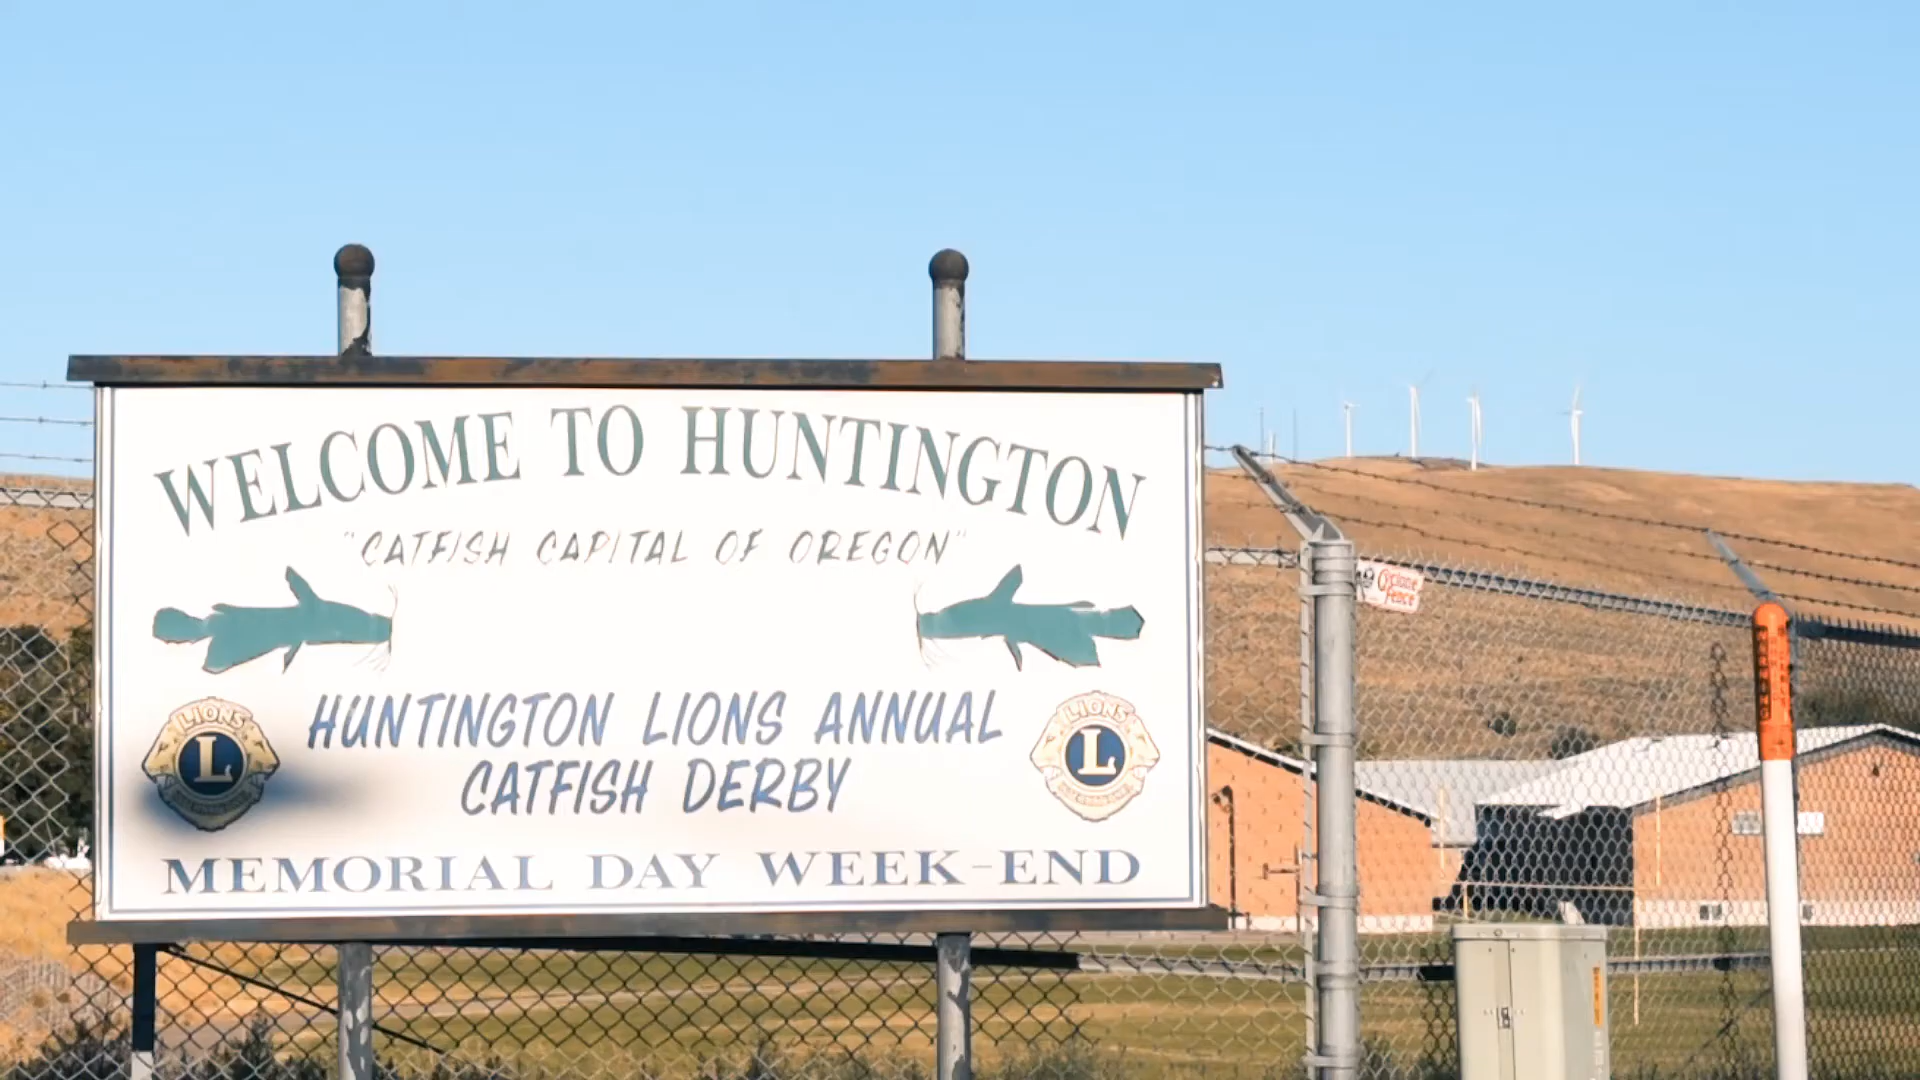 WELCOME TO HUNTINGTON
"CATFISH CAPITAL OF OREGON"
HUNTINGTON LIONS ANNUAL
CATFISH DERBY
MEMORIAL DAY WEEK-END
LIONS
L
LIONS
L
Cyclone
fence